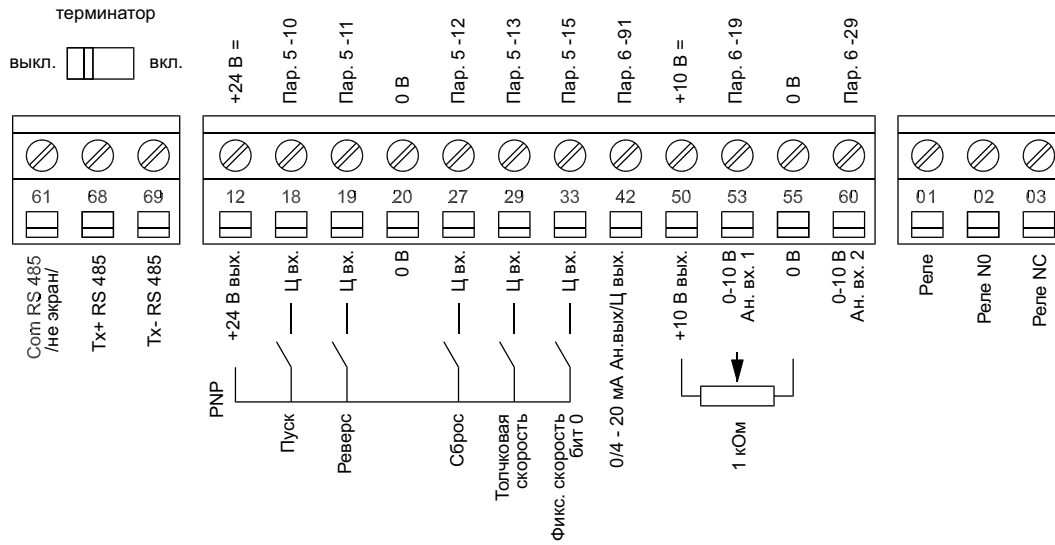 терминатор
выкл.
вкл.
+24 В =
Пар. 5 -10
Пар. 5 -11
0 В
Пар. 5 -12
Пар. 5 -13
Пар. 5 -15
Пар. 6 -91
+10 В =
Пар. 6 -19
0 В
Пар. 6 -29
61
68
69
12
18
19
20
27
29
33
42
50
53
55
60
01
02
03
Com RS 485
/не экран/
Tx+ RS 485
Tx- RS 485
+24 В вых.
Ц вх.
Ц вх.
0 В
Ц вх.
Ц вх.
Ц вх.
0/4 - 20 мА Ан.вых/Ц вых.
+10 В вых.
0-10 В
Ан. вх. 1
0 В
0-10 В
Ан. вх. 2
Реле
Реле N0
Реле NC
PNP
Пуск
Реверс
Сброс
Толчковая
скорость
Фикс. скорость
бит 0
1 кОм